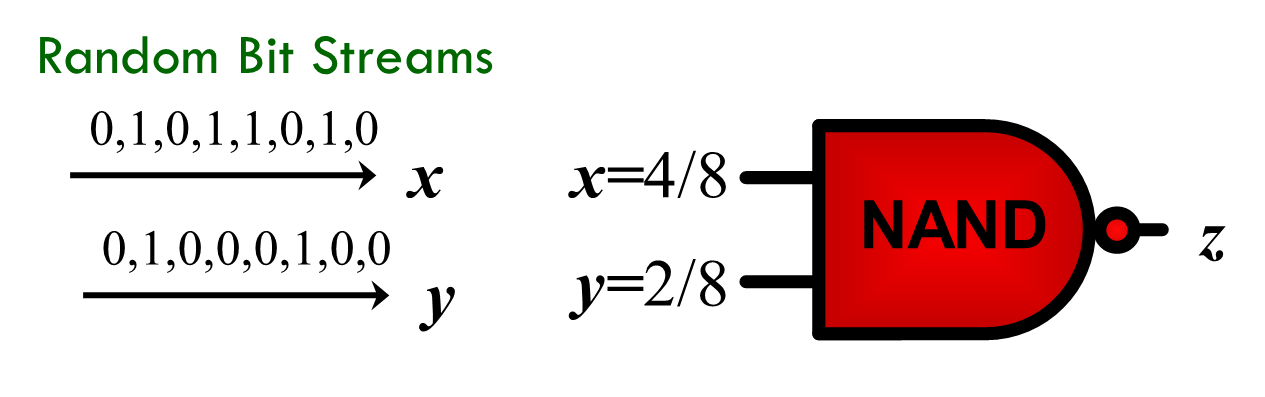 Random Bit Streams
0,1,0,1,1,0,1,0
x
0,1,0,0,0,1,0,0
y
x=4/8
y=2/8
NAND
z